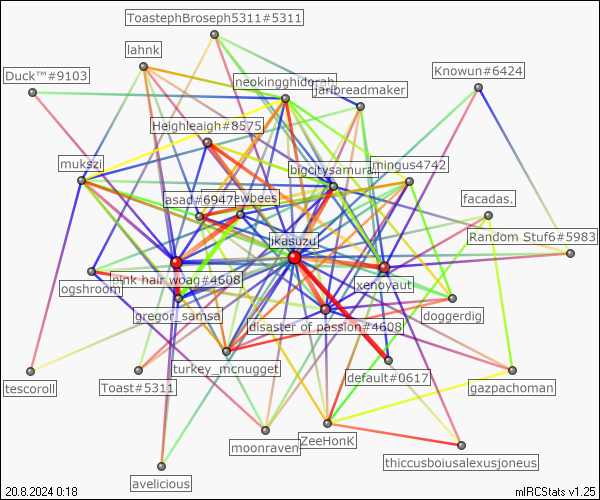 ToastephBroseph5311#5311
lahnk
Duck™#9103
Knowun#6424
neokingghidorah
jaribreadmaker
Heighleaigh#8575
mukszi
bigcitysamurai
mingus4742
asad#6947
ewbees
facadas.
ikasuzu
Random Stuf6#5983
ogshroom
pink hair woag#4608
xenoyaut
gregor_samsa
disaster of passion#4608
doggerdig
turkey_mcnugget
default#0617
tescoroll
Toast#5311
gazpachoman
moonraven
ZeeHonK
thiccusboiusalexusjoneus
avelicious
20.8.2024 0:18
mIRCStats v1.25